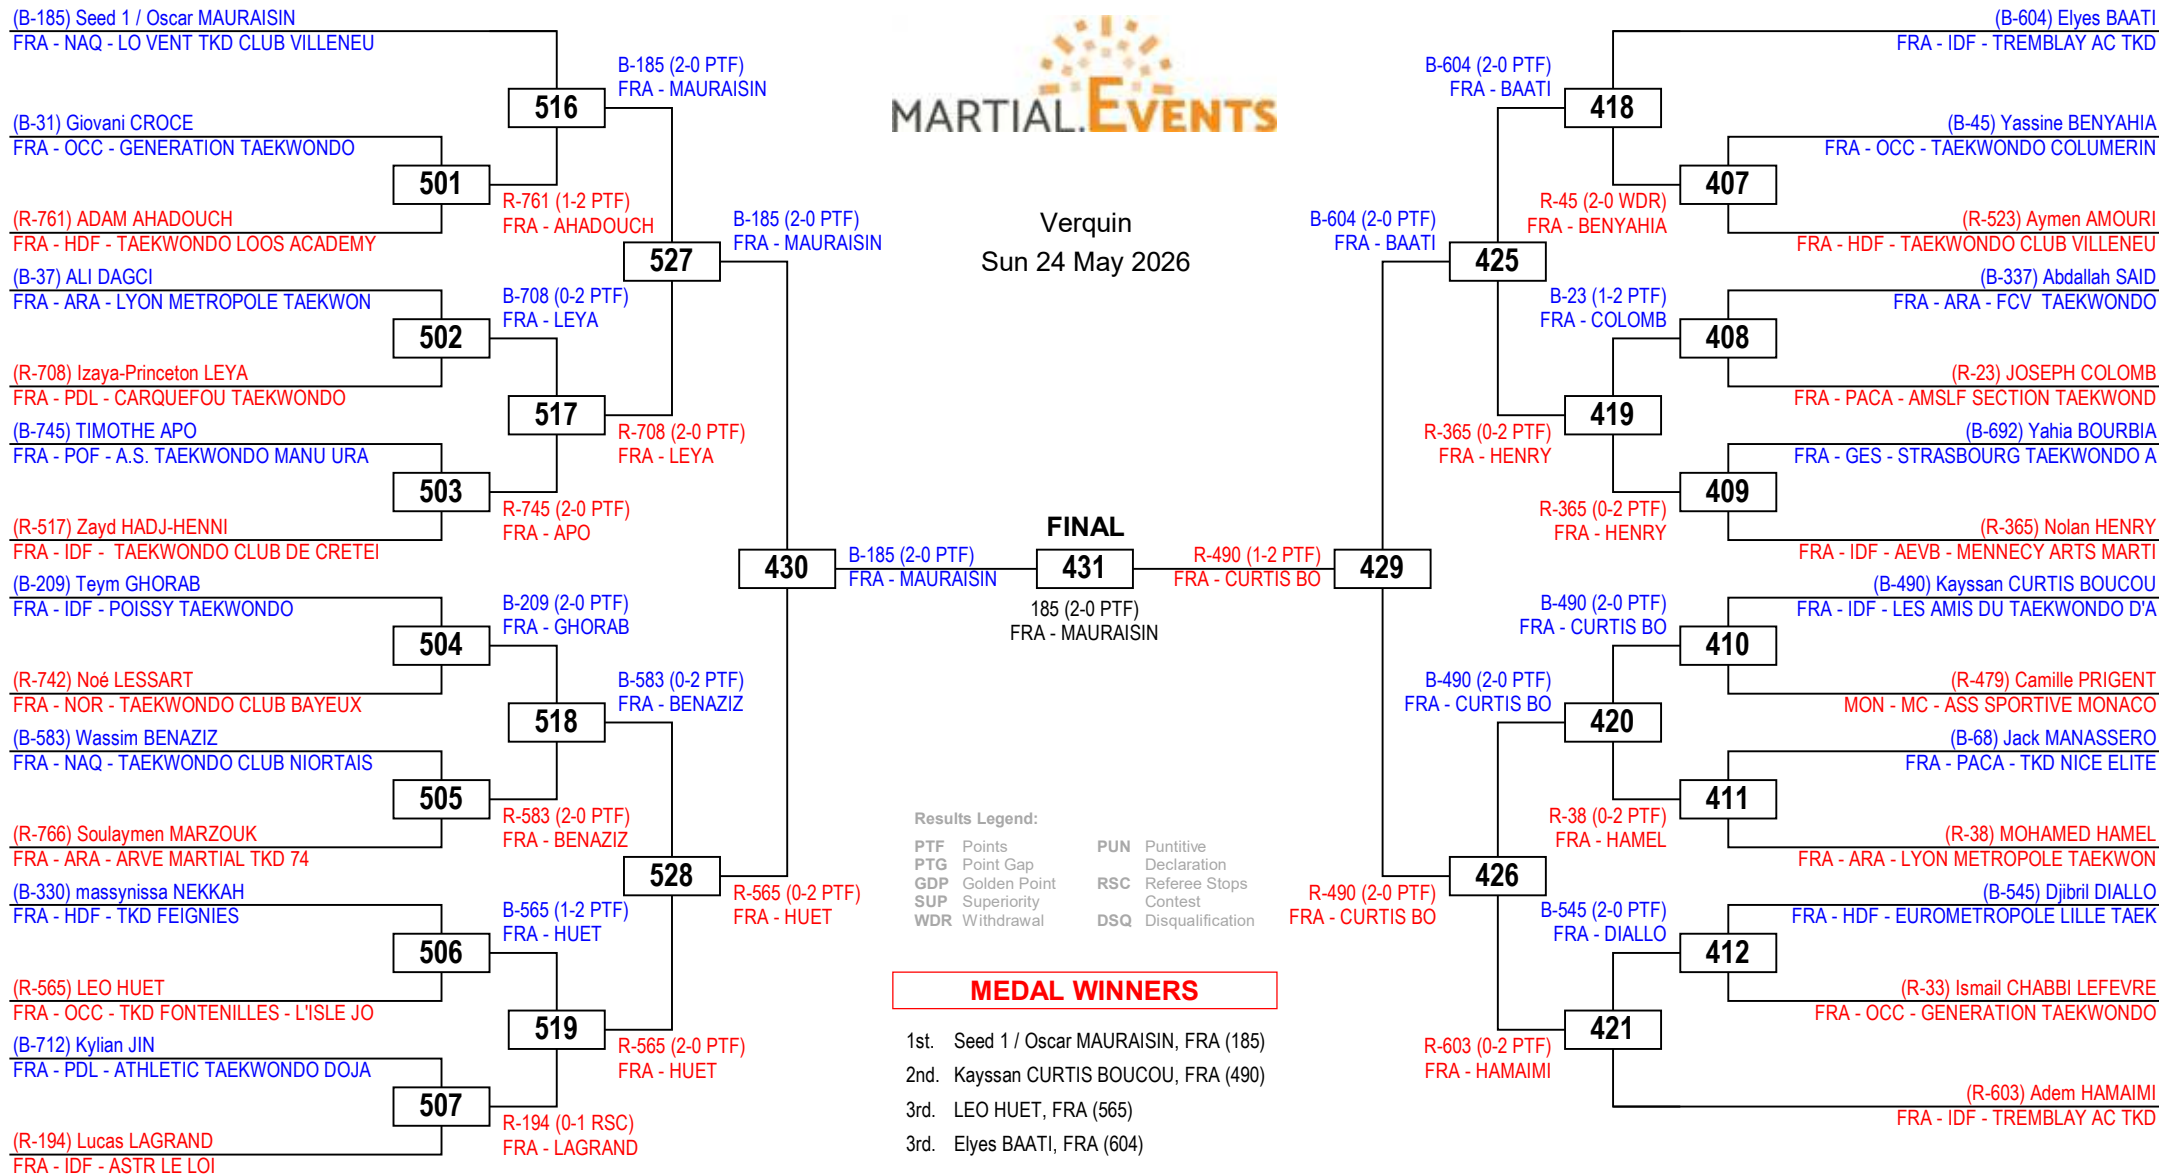 (B-185) Seed 1 / Oscar MAURAISIN
FRA - NAQ - LO VENT TKD CLUB VILLENEU
(B-31) Giovani CROCE
FRA - OCC - GENERATION TAEKWONDO
(R-761) ADAM AHADOUCH
FRA - HDF - TAEKWONDO LOOS ACADEMY
(B-37) ALI DAGCI
FRA - ARA - LYON METROPOLE TAEKWON
(R-708) Izaya-Princeton LEYA
FRA - PDL - CARQUEFOU TAEKWONDO
(B-745) TIMOTHE APO
FRA - POF - A.S. TAEKWONDO MANU URA
(R-517) Zayd HADJ-HENNI
FRA - IDF - TAEKWONDO CLUB DE CRETEI
(B-209) Teym GHORAB
FRA - IDF - POISSY TAEKWONDO
(R-742) Noé LESSART
FRA - NOR - TAEKWONDO CLUB BAYEUX
(B-583) Wassim BENAZIZ
FRA - NAQ - TAEKWONDO CLUB NIORTAIS
(R-766) Soulaymen MARZOUK
FRA - ARA - ARVE MARTIAL TKD 74
(B-330) massynissa NEKKAH
FRA - HDF - TKD FEIGNIES
(R-565) LEO HUET
FRA - OCC - TKD FONTENILLES - L'ISLE JO
(B-712) Kylian JIN
FRA - PDL - ATHLETIC TAEKWONDO DOJA
(R-194) Lucas LAGRAND
FRA - IDF - ASTR LE LOI
501
502
503
504
505
506
507
R-761 (1-2 PTF)
FRA - AHADOUCH
B-708 (0-2 PTF)
FRA - LEYA
R-745 (2-0 PTF)
FRA - APO
B-209 (2-0 PTF)
FRA - GHORAB
R-583 (2-0 PTF)
FRA - BENAZIZ
B-565 (1-2 PTF)
FRA - HUET
R-194 (0-1 RSC)
FRA - LAGRAND
516
517
518
519
B-185 (2-0 PTF)
FRA - MAURAISIN
R-708 (2-0 PTF)
FRA - LEYA
B-583 (0-2 PTF)
FRA - BENAZIZ
R-565 (2-0 PTF)
FRA - HUET
527
528
B-185 (2-0 PTF)
FRA - MAURAISIN
R-565 (0-2 PTF)
FRA - HUET
430
B-185 (2-0 PTF)
FRA - MAURAISIN
MARTIAL.EVENTS
Verquin
Sun 24 May 2026
FINAL
431
185 (2-0 PTF)
FRA - MAURAISIN
Results Legend:
PTF Points
PTG Point Gap
GDP Golden Point
SUP Superiority
WDR Withdrawal
PUN Puntitive
Declaration
RSC Referee Stops
Contest
DSQ Disqualification
MEDAL WINNERS
1st. Seed 1 / Oscar MAURAISIN, FRA (185)
2nd. Kayssan CURTIS BOUCOU, FRA (490)
3rd. LEO HUET, FRA (565)
3rd. Elyes BAATI, FRA (604)
R-490 (1-2 PTF)
FRA - CURTIS BO
429
B-604 (2-0 PTF)
FRA - BAATI
R-490 (2-0 PTF)
FRA - CURTIS BO
425
426
B-604 (2-0 PTF)
FRA - BAATI
R-365 (0-2 PTF)
FRA - HENRY
B-490 (2-0 PTF)
FRA - CURTIS BO
R-603 (0-2 PTF)
FRA - HAMAIMI
418
419
420
421
R-45 (2-0 WDR)
FRA - BENYAHIA
B-23 (1-2 PTF)
FRA - COLOMB
R-365 (0-2 PTF)
FRA - HENRY
B-490 (2-0 PTF)
FRA - CURTIS BO
R-38 (0-2 PTF)
FRA - HAMEL
B-545 (2-0 PTF)
FRA - DIALLO
407
408
409
410
411
412
(B-604) Elyes BAATI
FRA - IDF - TREMBLAY AC TKD
(B-45) Yassine BENYAHIA
FRA - OCC - TAEKWONDO COLUMERIN
(R-523) Aymen AMOURI
FRA - HDF - TAEKWONDO CLUB VILLENEU
(B-337) Abdallah SAID
FRA - ARA - FCV TAEKWONDO
(R-23) JOSEPH COLOMB
FRA - PACA - AMSLF SECTION TAEKWOND
(B-692) Yahia BOURBIA
FRA - GES - STRASBOURG TAEKWONDO A
(R-365) Nolan HENRY
FRA - IDF - AEVB - MENNECY ARTS MARTI
(B-490) Kayssan CURTIS BOUCOU
FRA - IDF - LES AMIS DU TAEKWONDO D'A
(R-479) Camille PRIGENT
MON - MC - ASS SPORTIVE MONACO
(B-68) Jack MANASSERO
FRA - PACA - TKD NICE ELITE
(R-38) MOHAMED HAMEL
FRA - ARA - LYON METROPOLE TAEKWON
(B-545) Djibril DIALLO
FRA - HDF - EUROMETROPOLE LILLE TAEK
(R-33) Ismail CHABBI LEFEVRE
FRA - OCC - GENERATION TAEKWONDO
(R-603) Adem HAMAIMI
FRA - IDF - TREMBLAY AC TKD